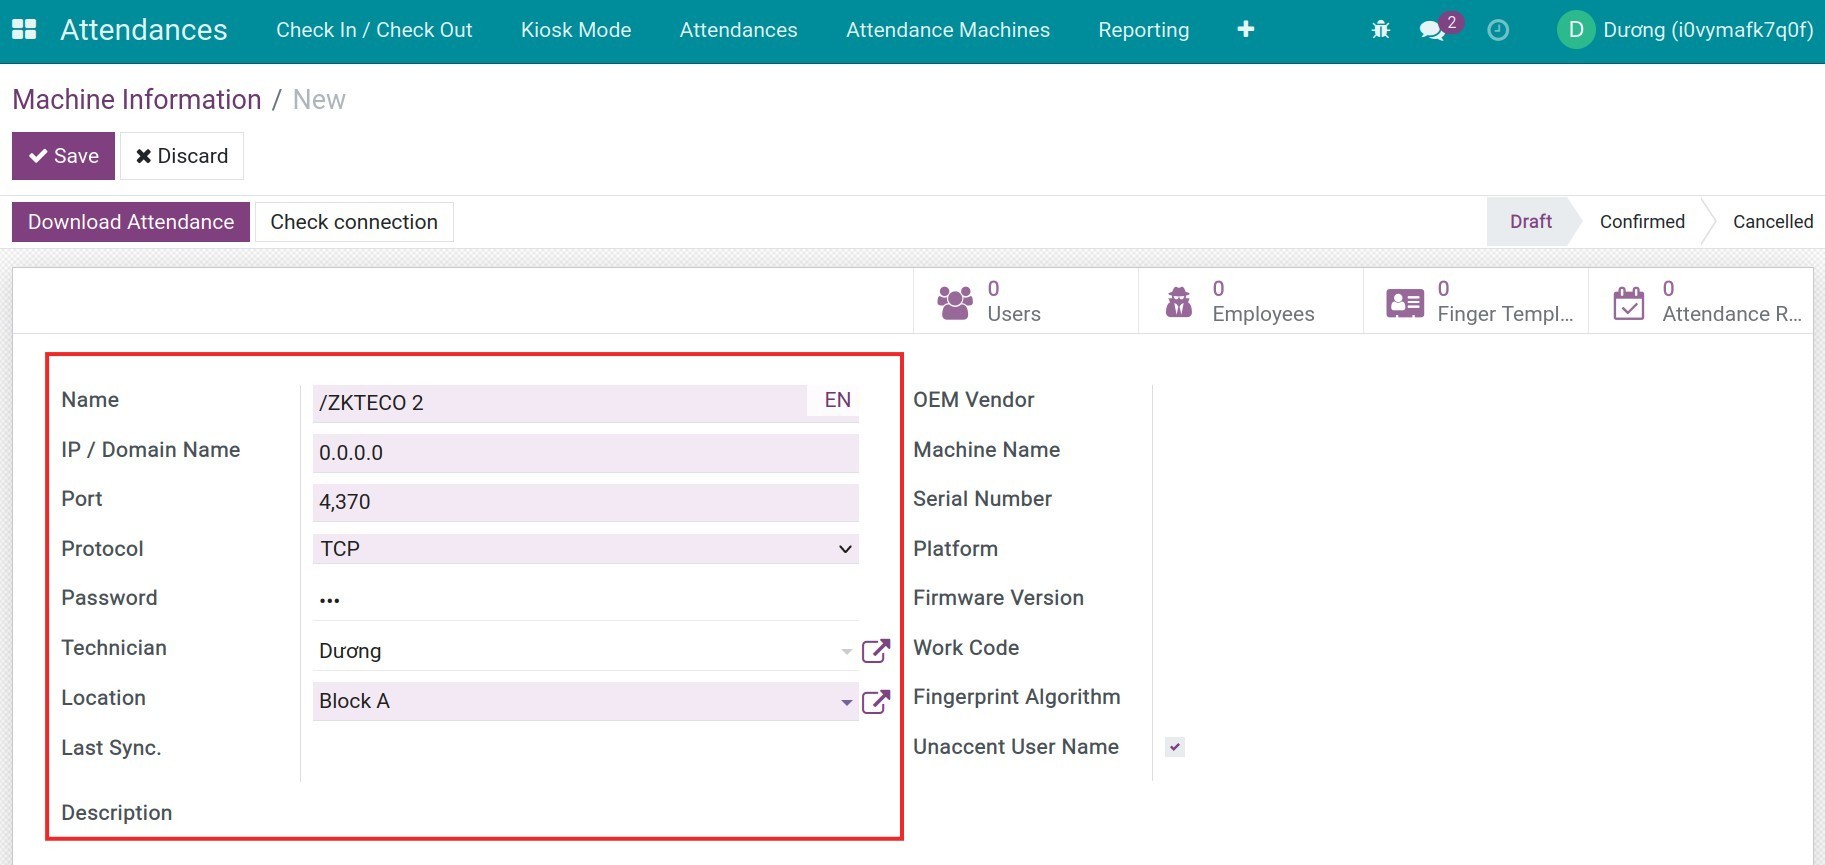 Attendances Check In / Check Out Kiosk Mode Attendances Attendance Machines Reporting 2 D Dương (i0vymafk7q0f)
Machine Information / New
Save Discard
Download Attendance Check connection Draft Confirmed Cancelled
0 Users 0 Employees 0 Finger Templ... 0 Attendance R...
Name /ZKTECO 2 EN OEM Vendor
IP / Domain Name 0.0.0.0 Machine Name
Port 4,370 Serial Number
Protocol TCP Platform
Password ••• Firmware Version
Technician Dương Work Code
Location Block A Fingerprint Algorithm
Last Sync. Unaccent User Name
Description